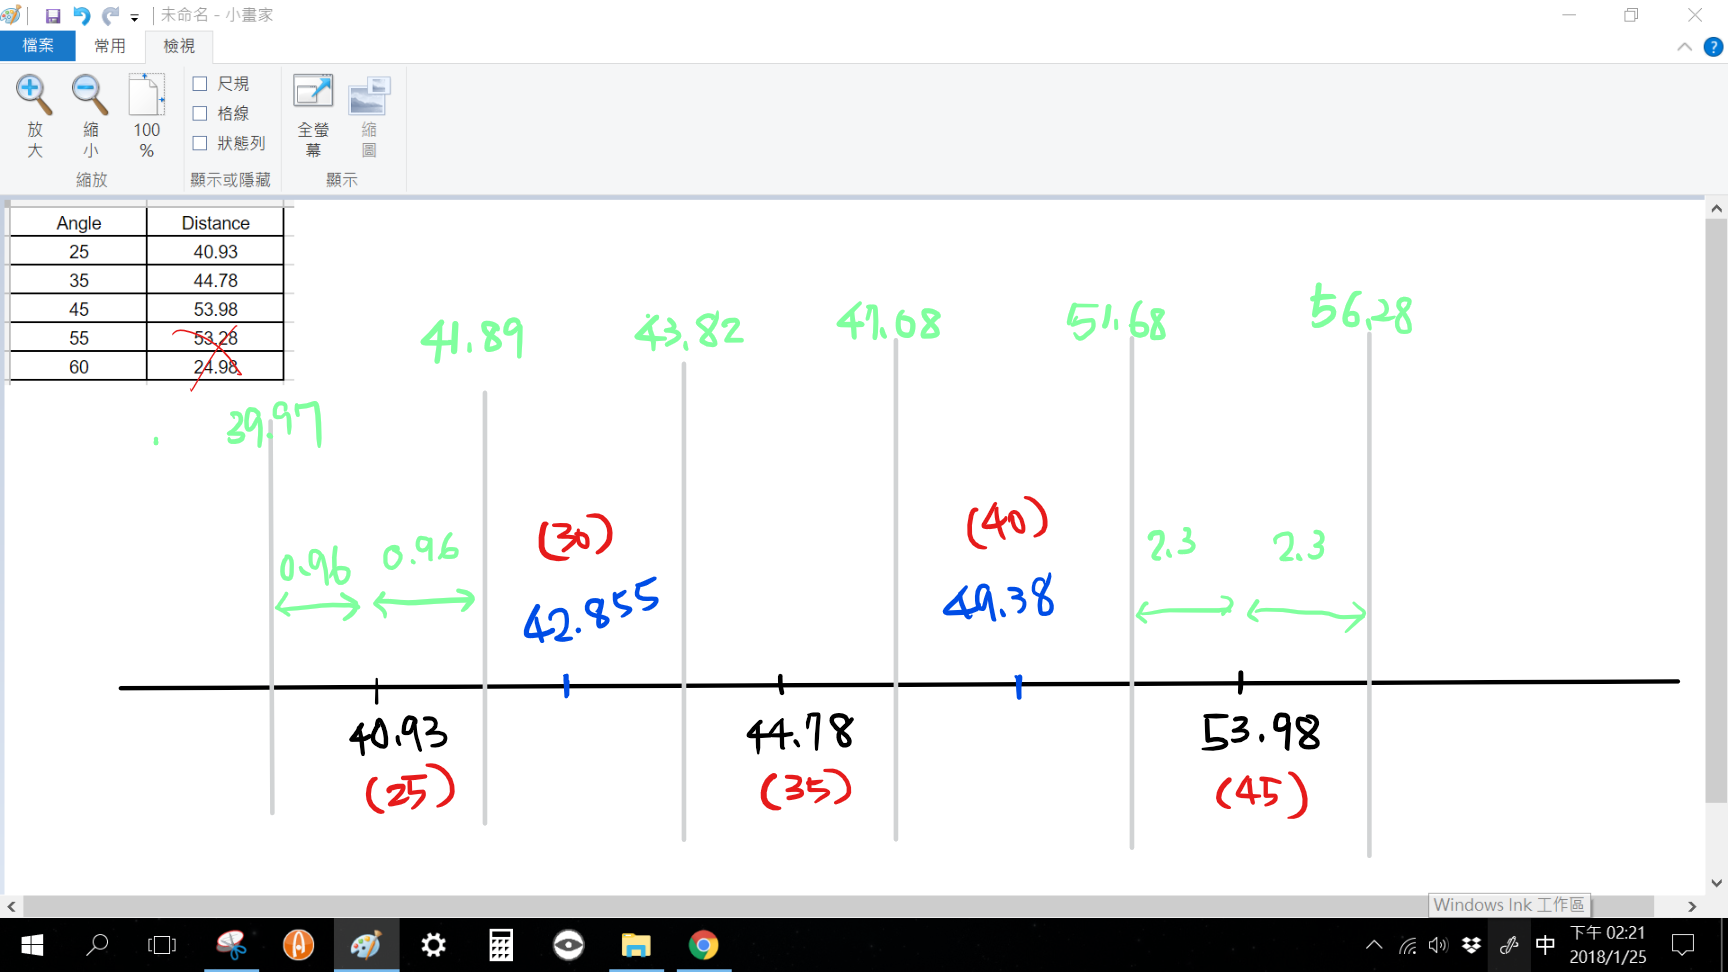 未命名 - 小畫家
檔案 常用 檢視
放大
縮小
100 %
尺規
格線
狀態列
全螢幕
縮圖
縮放
顯示或隱藏
顯示
Angle Distance
25 40.93
35 44.78
45 53.98
55 53.28
60 24.98
39.97
41.89
43.82
47.08
51.68
56.28
0.96
0.96
(30)
42.855
(40)
49.38
2.3
2.3
40.93
(25)
44.78
(35)
53.98
(45)
Windows Ink 工作區
中
下午 02:21
2018/1/25